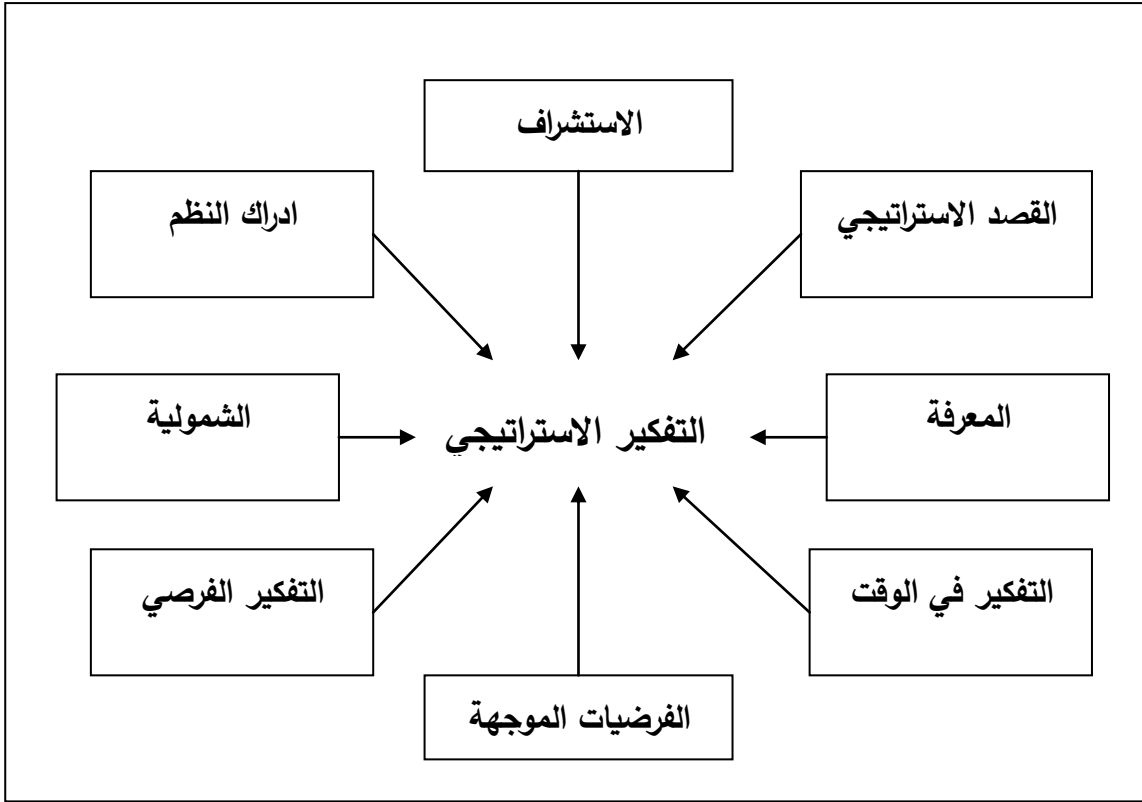 الاستشراف
القصد الاستراتيجي
ادراك النظم
المعرفة
التفكير الاستراتيجي
الشمولية
التفكير في الوقت
التفكير الفرصي
الفرضيات الموجهة